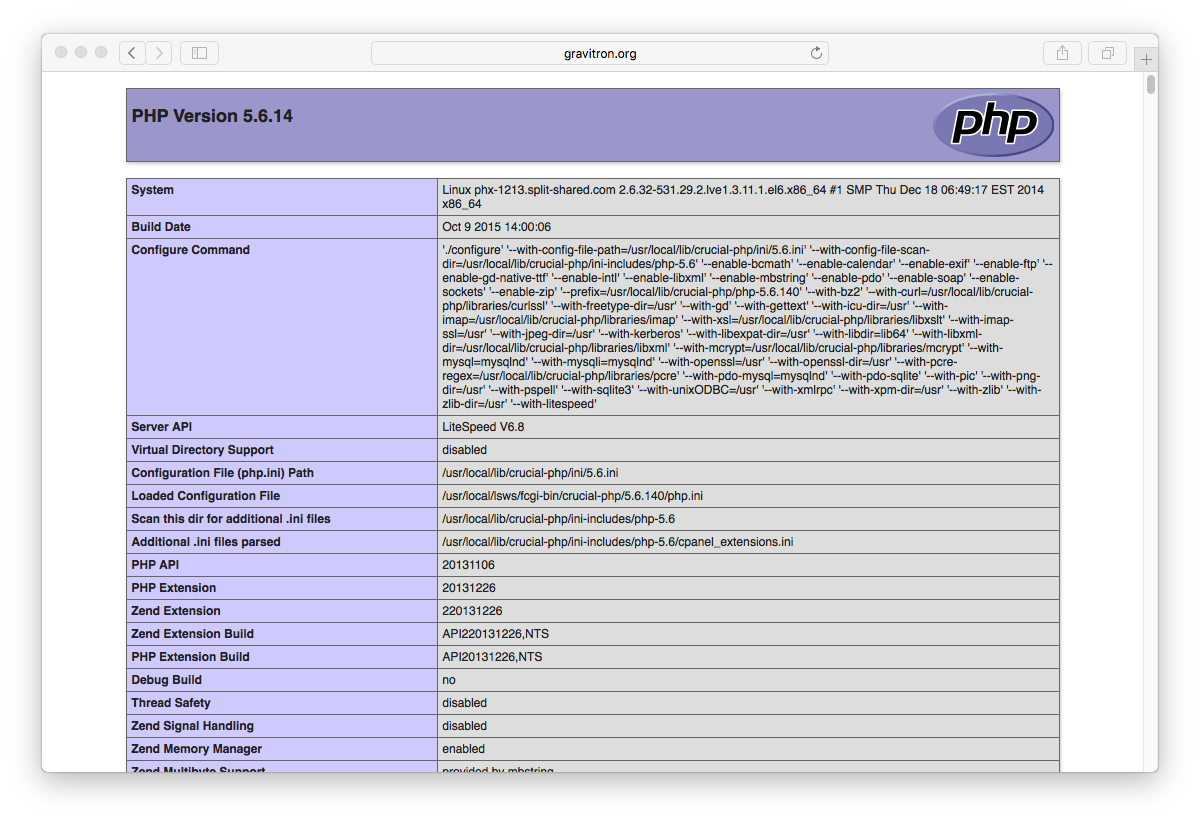 gravitron.org
PHP Version 5.6.14
php
System
Linux phx-1213.split-shared.com 2.6.32-531.29.2.lve1.3.11.1.el6.x86_64 #1 SMP Thu Dec 18 06:49:17 EST 2014
x86_64
Build Date
Oct 9 2015 14:00:06
Configure Command
'./configure' '--with-config-file-path=/usr/local/lib/crucial-php/ini/5.6.ini' '--with-config-file-scan-
dir=/usr/local/lib/crucial-php/ini-includes/php-5.6' '--enable-bcmath' '--enable-calendar' '--enable-exif' '--enable-ftp' '--
enable-gd-native-ttf' '--enable-intl' '--enable-libxml' '--enable-mbstring' '--enable-pdo' '--enable-soap' '--enable-
sockets' '--enable-zip' '--prefix=/usr/local/lib/crucial-php/php-5.6.140' '--with-bz2' '--with-curl=/usr/local/lib/crucial-
php/libraries/curlssl' '--with-freetype-dir=/usr' '--with-gd' '--with-gettext' '--with-icu-dir=/usr' '--with-
imap=/usr/local/lib/crucial-php/libraries/imap' '--with-xsl=/usr/local/lib/crucial-php/libraries/libxslt' '--with-imap-
ssl=/usr' '--with-jpeg-dir=/usr' '--with-kerberos' '--with-libexpat-dir=/usr' '--with-libdir=lib64' '--with-libxml-
dir=/usr/local/lib/crucial-php/libraries/libxml' '--with-mcrypt=/usr/local/lib/crucial-php/libraries/mcrypt' '--with-
mysql=mysqlnd' '--with-mysqli=mysqlnd' '--with-openssl=/usr' '--with-openssl-dir=/usr' '--with-pcre-
regex=/usr/local/lib/crucial-php/libraries/pcre' '--with-pdo-mysql=mysqlnd' '--with-pdo-sqlite' '--with-pic' '--with-png-
dir=/usr' '--with-pspell' '--with-sqlite3' '--with-unixODBC=/usr' '--with-xmlrpc' '--with-xpm-dir=/usr' '--with-zlib' '--with-
zlib-dir=/usr' '--with-litespeed'
Server API
LiteSpeed V6.8
Virtual Directory Support
disabled
Configuration File (php.ini) Path
/usr/local/lib/crucial-php/ini/5.6.ini
Loaded Configuration File
/usr/local/lsws/fcgi-bin/crucial-php/5.6.140/php.ini
Scan this dir for additional .ini files
/usr/local/lib/crucial-php/ini-includes/php-5.6
Additional .ini files parsed
/usr/local/lib/crucial-php/ini-includes/php-5.6/cpanel_extensions.ini
PHP API
20131106
PHP Extension
20131226
Zend Extension
220131226
Zend Extension Build
API220131226,NTS
PHP Extension Build
API20131226,NTS
Debug Build
no
Thread Safety
disabled
Zend Signal Handling
disabled
Zend Memory Manager
enabled
Zend Multibyte Support
provided by mbstring